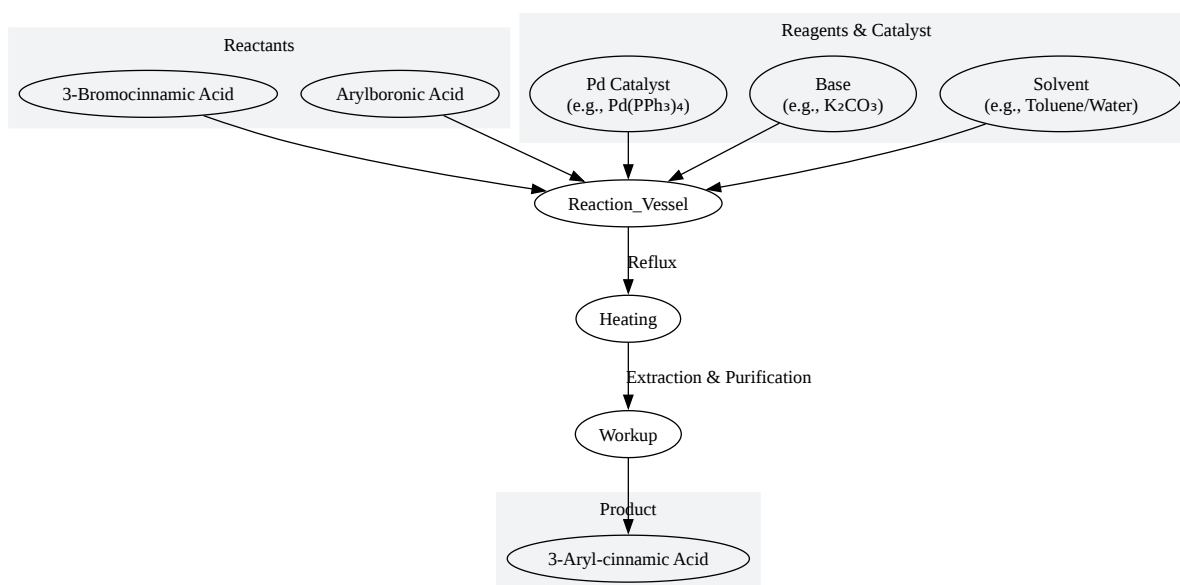 Reactants
Reagents & Catalyst
3-Bromocinnamic Acid
Arylboronic Acid
Pd Catalyst
(e.g., Pd(PPh₃)₄)
Base
(e.g., K₂CO₃)
Solvent
(e.g., Toluene/Water)
Reaction_Vessel
Reflux
Heating
Extraction & Purification
Workup
Product
3-Aryl-cinnamic Acid